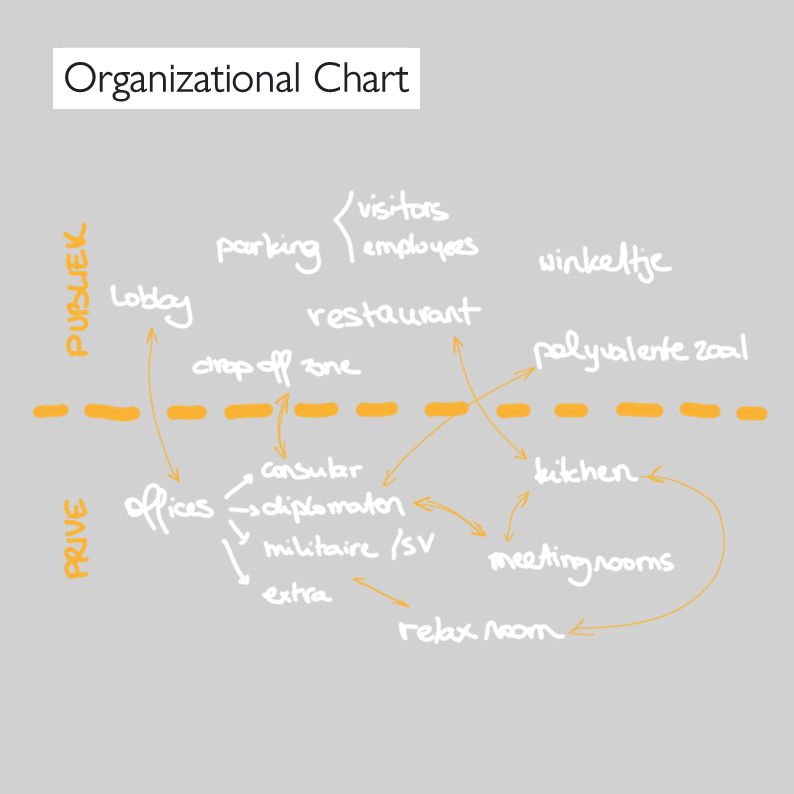 Organizational Chart
PUBLIEK
visitors
parking
employees
winkeltje
lobby
restaurant
drop off zone
polyvalente zaal
PRIVE
consular
kitchen
offices
diplomaten
militaire /SV
meetingrooms
extra
relax room